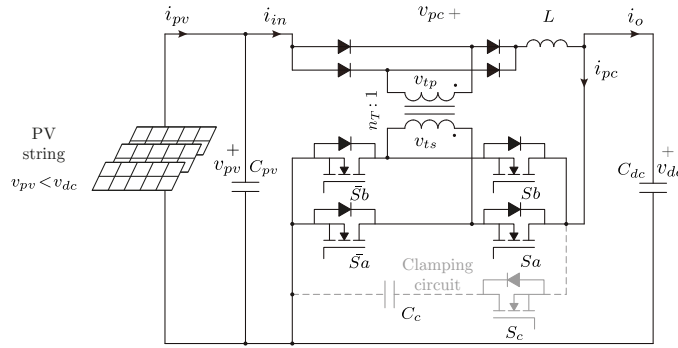 i_pv
i_in
v_pc +
L
i_o
i_pc
v_tp
n_T : 1
v_ts
PV
string
v_pv < v_dc
+
v_pv
C_pv
S̄b
Sb
C_dc
+
S̄a
Sa
Clamping
circuit
C_c
S_c